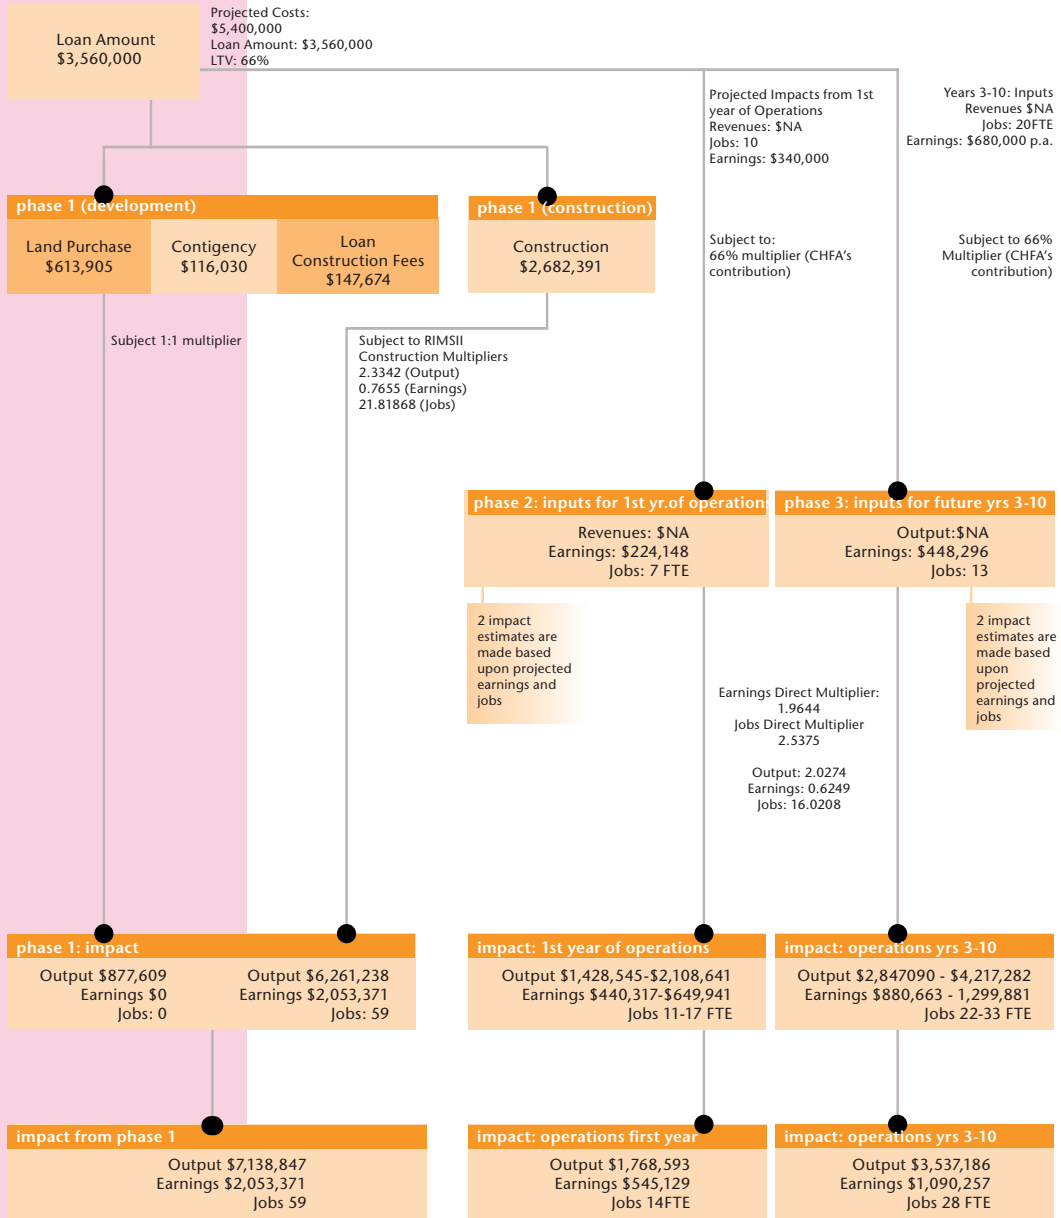 Loan Amount
$3,560,000
Projected Costs:
$5,400,000
Loan Amount: $3,560,000
LTV: 66%
Projected Impacts from 1st
year of Operations
Revenues: $NA
Jobs: 10
Earnings: $340,000
Years 3-10: Inputs
Revenues $NA
Jobs: 20FTE
Earnings: $680,000 p.a.
phase 1 (development)
Land Purchase
$613,905
Contigency
$116,030
Loan
Construction Fees
$147,674
phase 1 (construction)
Construction
$2,682,391
Subject to:
66% multiplier (CHFA's
contribution)
Subject to 66%
Multiplier (CHFA's
contribution)
Subject 1:1 multiplier
Subject to RIMSII
Construction Multipliers
2.3342 (Output)
0.7655 (Earnings)
21.81868 (Jobs)
phase 2: inputs for 1st yr.of operations
Revenues: $NA
Earnings: $224,148
Jobs: 7 FTE
phase 3: inputs for future yrs 3-10
Output:$NA
Earnings: $448,296
Jobs: 13
2 impact
estimates are
made based
upon projected
earnings and
jobs
2 impact
estimates are
made based
upon
projected
earnings and
jobs
Earnings Direct Multiplier:
1.9644
Jobs Direct Multiplier
2.5375
Output: 2.0274
Earnings: 0.6249
Jobs: 16.0208
phase 1: impact
Output $877,609
Earnings $0
Jobs: 0
Output $6,261,238
Earnings $2,053,371
Jobs: 59
impact: 1st year of operations
Output $1,428,545-$2,108,641
Earnings $440,317-$649,941
Jobs 11-17 FTE
impact: operations yrs 3-10
Output $2,847090 - $4,217,282
Earnings $880,663 - 1,299,881
Jobs 22-33 FTE
impact from phase 1
Output $7,138,847
Earnings $2,053,371
Jobs 59
impact: operations first year
Output $1,768,593
Earnings $545,129
Jobs 14FTE
impact: operations yrs 3-10
Output $3,537,186
Earnings $1,090,257
Jobs 28 FTE